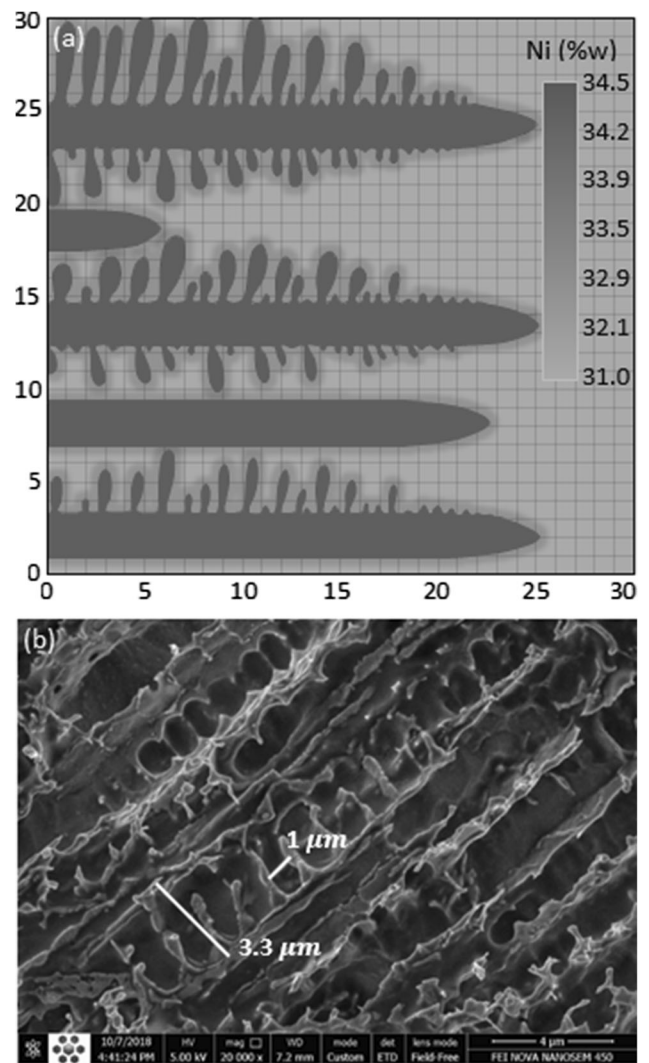 (a)
Ni (%w)
34.5
34.2
33.9
33.5
32.9
32.1
31.0
30
25
20
15
10
5
0
0 5 10 15 20 25 30
(b)
1 μm
3.3 μm
10/7/2018 HV mag □ WD mode det lens mode 4 μm
4:41:24 PM 5.00 kV 20 000 x 7.2 mm Custom ETD Field-Free FEI NOVA NANOSEM 450